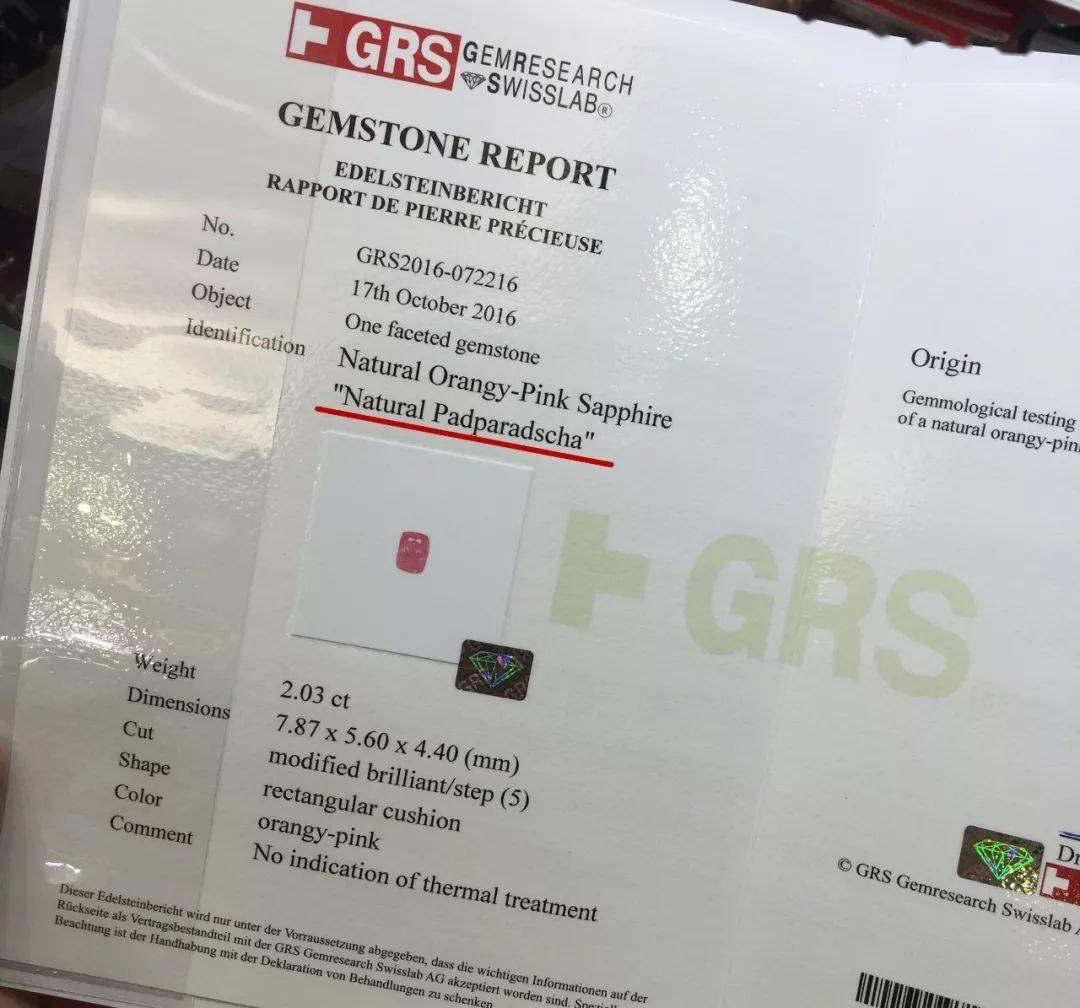 GRS GEMRESEARCH
SWISSLAB®
GEMSTONE REPORT
EDELSTEINBERICHT
RAPPORT DE PIERRE PRÉCIEUSE
No. GRS2016-072216
Date 17th October 2016
Object One faceted gemstone
Identification Natural Orangy-Pink Sapphire
"Natural Padparadscha"
GRS
Weight 2.03 ct
Dimensions 7.87 x 5.60 x 4.40 (mm)
Cut modified brilliant/step (5)
Shape rectangular cushion
Color orangy-pink
Comment No indication of thermal treatment
Dieser Edelsteinbericht wird nur unter der Vorraussetzung abgegeben, dass die wichtigen Informationen auf der
Rückseite als Vertragsbestandteil mit der GRS Gemresearch Swisslab AG akzeptiert worden sind.
Beachtung ist der Handhabung mit der Deklaration von Behandlungen zu schenken
Origin
Gemmological testing
of a natural orangy-pin
GRS
© GRS Gemresearch Swisslab